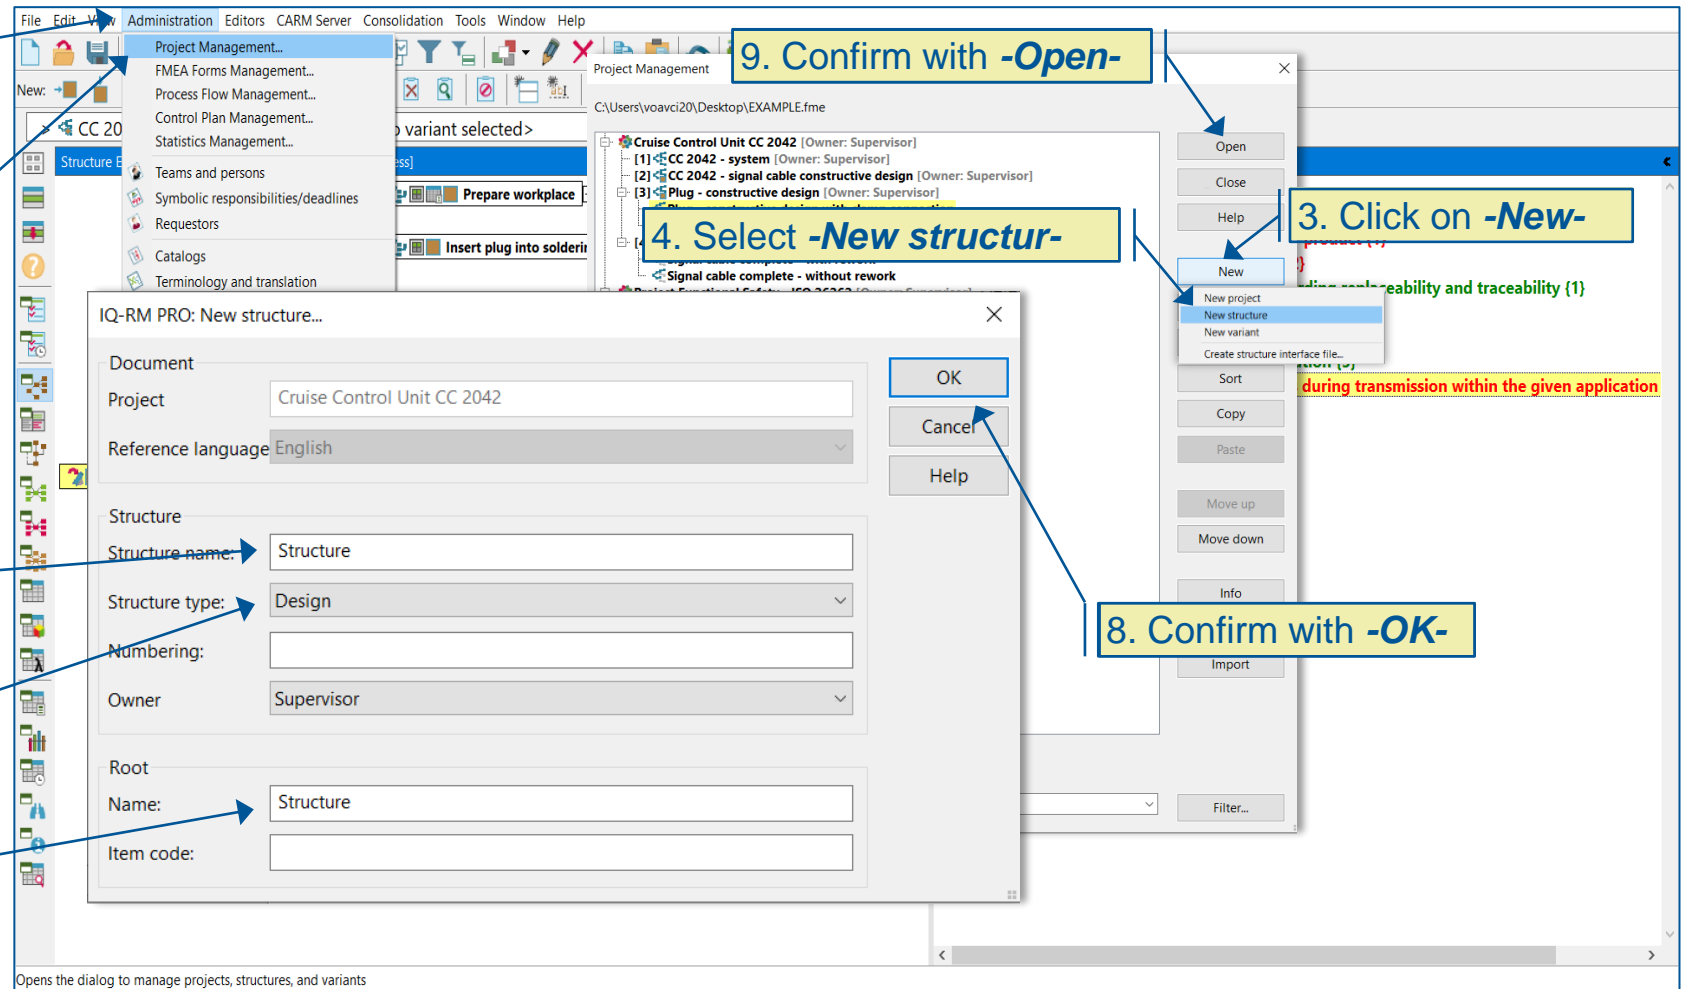 File Edit View Administration Editors CARM Server Consolidation Tools Window Help
Project Management...
FMEA Forms Management...
Process Flow Management...
Control Plan Management...
Statistics Management...
Teams and persons
Symbolic responsibilities/deadlines
Requestors
Catalogs
Terminology and translation
New:
CC 20
variant selected>
Structure E
ess]
Prepare workplace
Insert plug into solderin
9. Confirm with -Open-
Project Management
C:\Users\voavci20\Desktop\EXAMPLE.fme
Cruise Control Unit CC 2042 [Owner: Supervisor]
[1] CC 2042 - system [Owner: Supervisor]
[2] CC 2042 - signal cable constructive design [Owner: Supervisor]
[3] Plug - constructive design [Owner: Supervisor]
4. Select -New structur-
Signal cable complete - without rework
Open
Close
Help
3. Click on -New-
New
New project
New structure
New variant
Create structure interface file...
Sort
Copy
Paste
Move up
Move down
Info
Import
Filter...
product {1}
ceability and traceability {1}
during transmission within the given application
IQ-RM PRO: New structure...
Document
Project Cruise Control Unit CC 2042
Reference language English
OK
Cancel
Help
Structure
Structure name: Structure
Structure type: Design
Numbering:
Owner Supervisor
8. Confirm with -OK-
Root
Name: Structure
Item code:
Opens the dialog to manage projects, structures, and variants